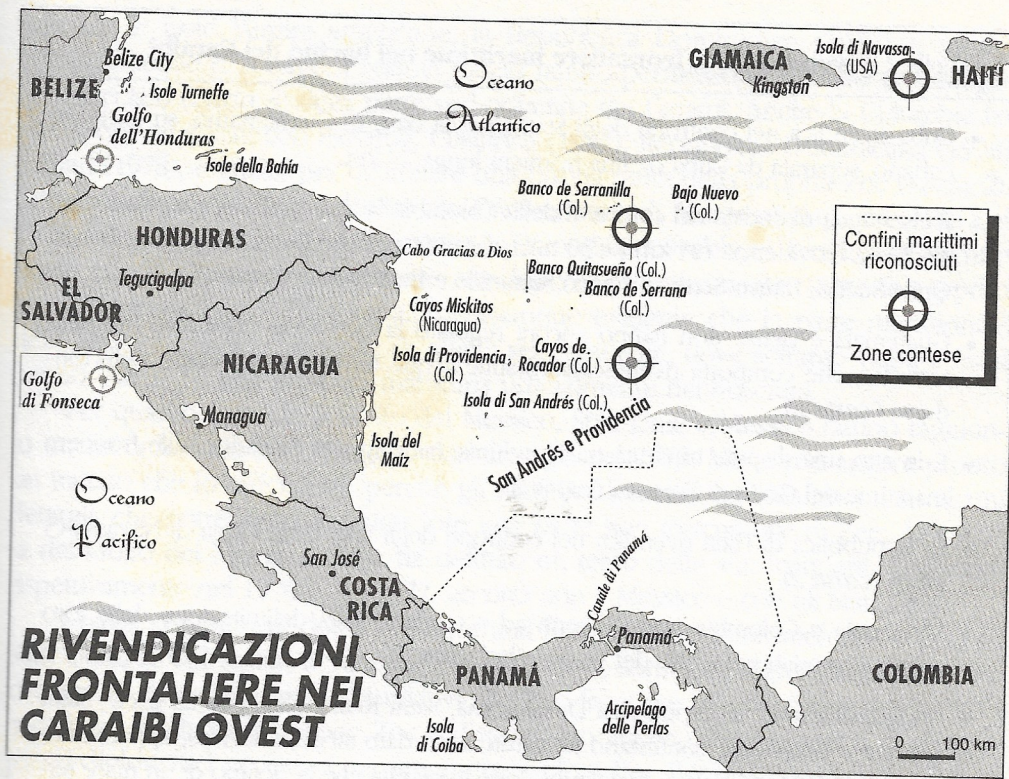 BELIZE
Belize City
Isole Turneffe
Golfo
dell'Honduras
Isole della Bahía
Oceano
Atlantico
GIAMAICA
Kingston
Isola di Navassa
(USA)
HAITI
Banco de Serranilla
(Col.)
Bajo Nuevo
(Col.)
Confini marittimi
riconosciuti
Zone contese
HONDURAS
Tegucigalpa
Cabo Gracias a Dios
Banco Quitasueño (Col.)
Banco de Serrana
(Col.)
EL
SALVADOR
Cayos Miskitos
(Nicaragua)
NICARAGUA
Isola di Providencia
(Col.)
Cayos de
Rocador (Col.)
Golfo
di Fonseca
Isola di San Andrés (Col.)
Managua
San Andrés e Providencia
Isola del
Maíz
Oceano
Pacifico
San José
COSTA
RICA
Canale di Panamá
Panamá
PANAMÁ
COLOMBIA
Isola
di Coiba
Arcipelago
delle Perlas
RIVENDICAZIONI
FRONTALIERE NEI
CARAIBI OVEST
0 100 km